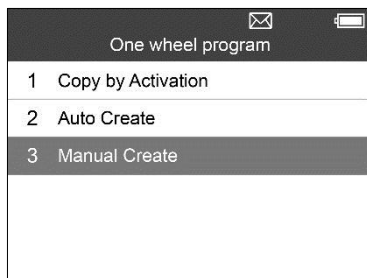 One wheel program
1 Copy by Activation
2 Auto Create
3 Manual Create